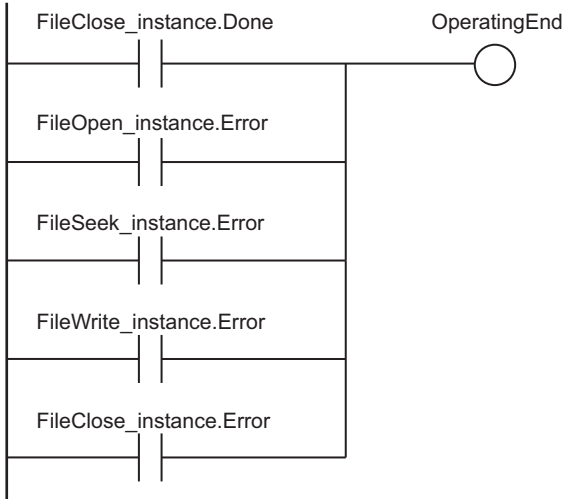 FileClose_instance.Done OperatingEnd
FileOpen_instance.Error
FileSeek_instance.Error
FileWrite_instance.Error
FileClose_instance.Error